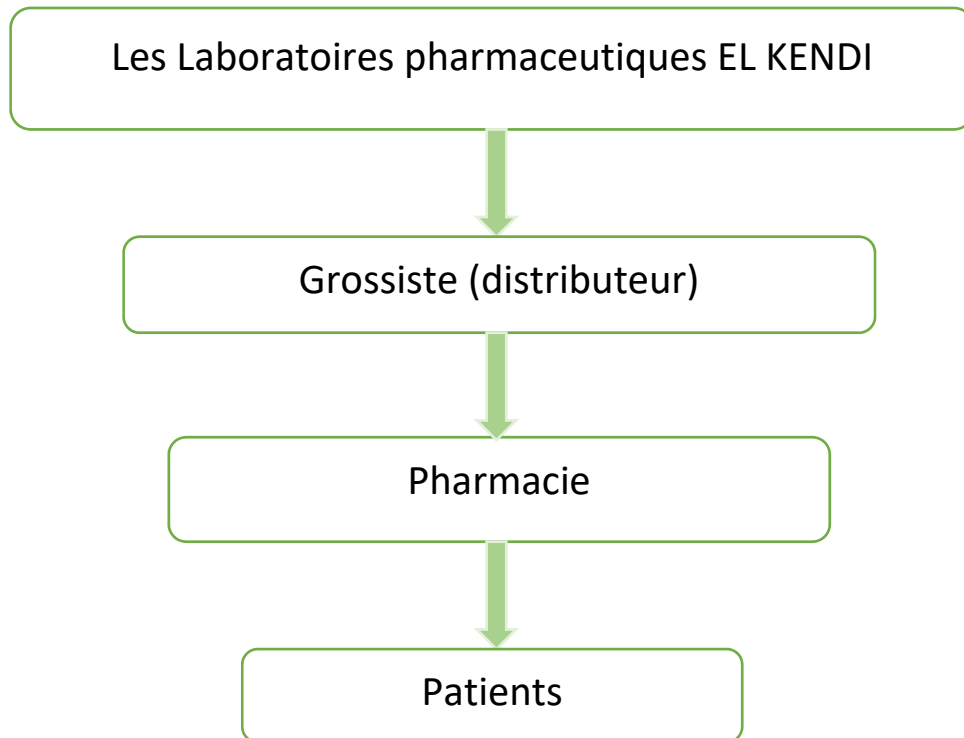 Les Laboratoires pharmaceutiques EL KENDI
Grossiste (distributeur)
Pharmacie
Patients